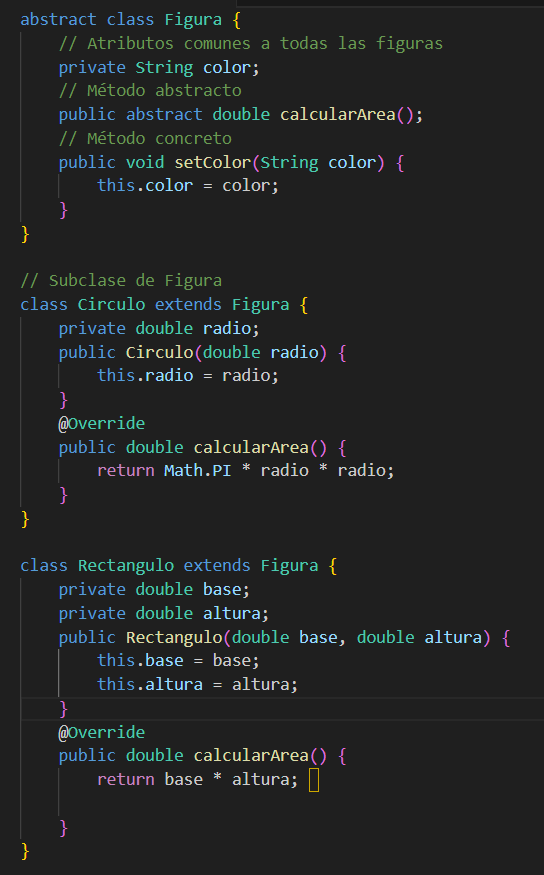 abstract class Figura {
    // Atributos comunes a todas las figuras
    private String color;
    // Método abstracto
    public abstract double calcularArea();
    // Método concreto
    public void setColor(String color) {
        this.color = color;
    }
}

// Subclase de Figura
class Circulo extends Figura {
    private double radio;
    public Circulo(double radio) {
        this.radio = radio;
    }
    @Override
    public double calcularArea() {
        return Math.PI * radio * radio;
    }
}

class Rectangulo extends Figura {
    private double base;
    private double altura;
    public Rectangulo(double base, double altura) {
        this.base = base;
        this.altura = altura;
    }
    @Override
    public double calcularArea() {
        return base * altura;

    }
}